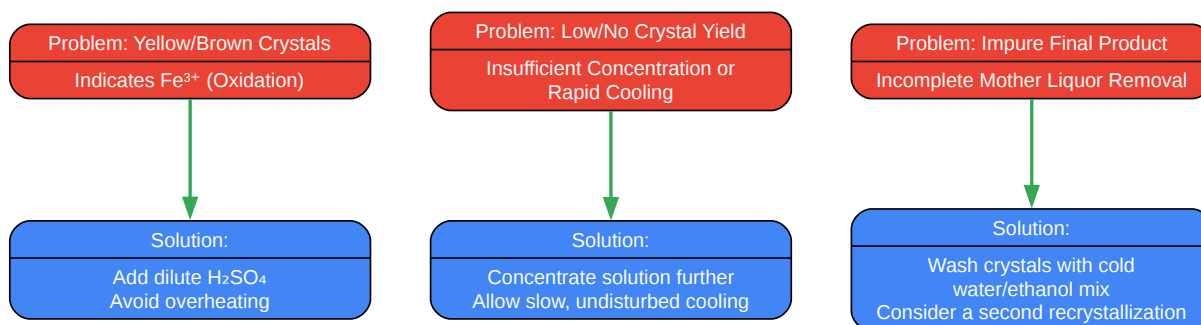 Problem: Yellow/Brown Crystals
Indicates Fe³⁺ (Oxidation)
Solution:
Add dilute H₂SO₄
Avoid overheating
Problem: Low/No Crystal Yield
Insufficient Concentration or
Rapid Cooling
Solution:
Concentrate solution further
Allow slow, undisturbed cooling
Problem: Impure Final Product
Incomplete Mother Liquor Removal
Solution:
Wash crystals with cold
water/ethanol mix
Consider a second recrystallization